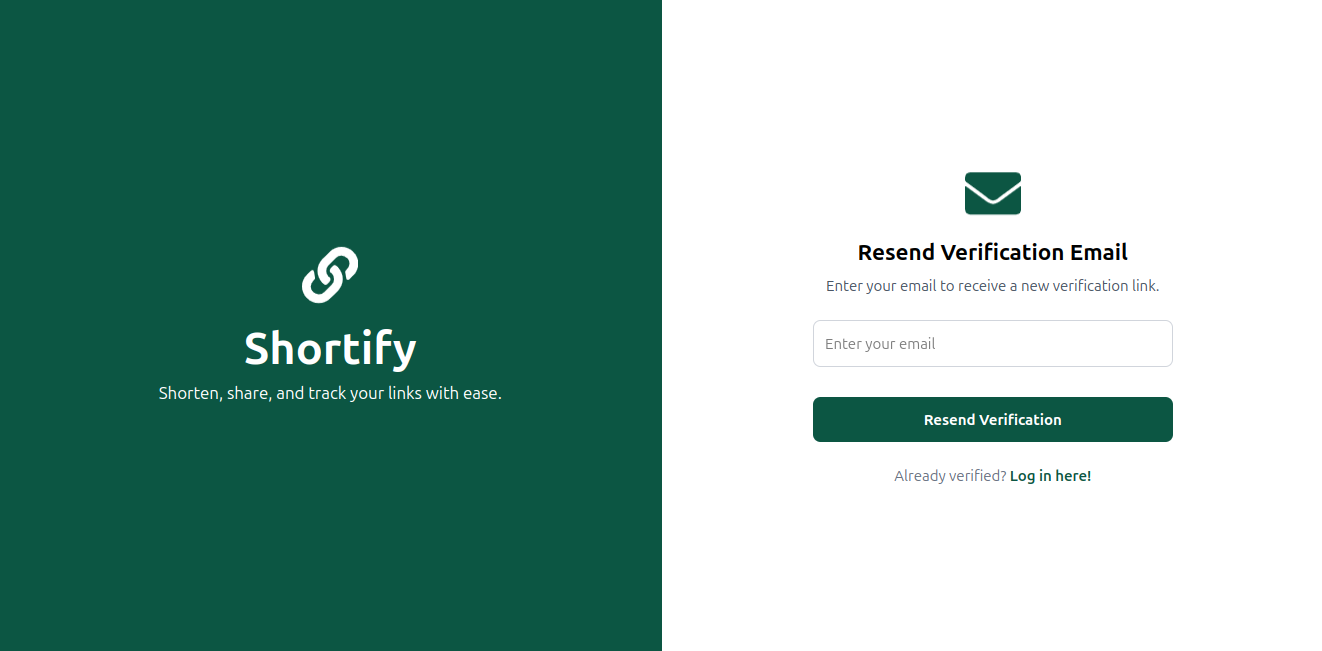 Shortify
Shorten, share, and track your links with ease.
Resend Verification Email
Enter your email to receive a new verification link.
Enter your email
Resend Verification
Already verified? Log in here!